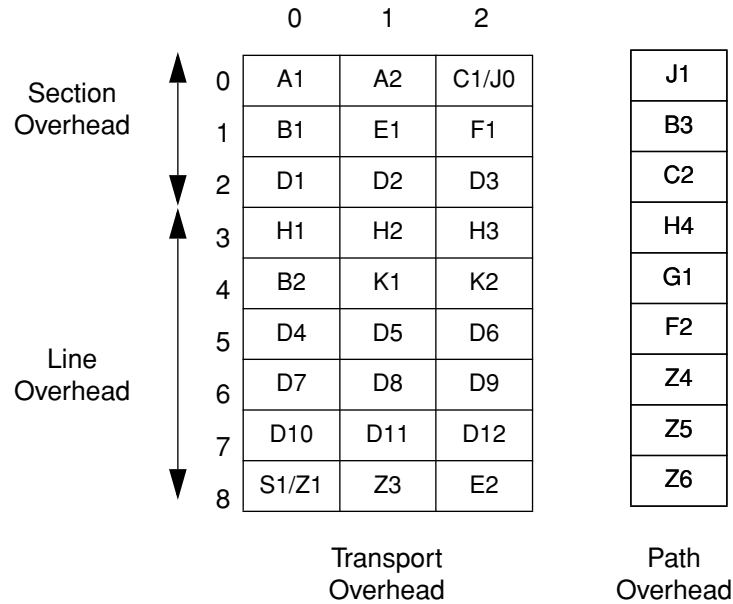 0 1 2
Section
Overhead
0 A1 A2 C1/J0 J1
1 B1 E1 F1 B3
2 D1 D2 D3 C2
3 H1 H2 H3 H4
4 B2 K1 K2 G1
Line
Overhead
5 D4 D5 D6 F2
6 D7 D8 D9 Z4
7 D10 D11 D12 Z5
8 S1/Z1 Z3 E2 Z6
Transport
Overhead
Path
Overhead